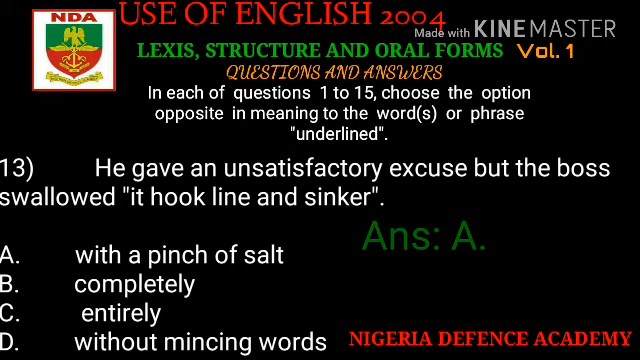 NDA
USE OF ENGLISH 2004
Made with KINEMASTER
LEXIS, STRUCTURE AND ORAL FORMS Vol. 1
QUESTIONS AND ANSWERS
In each of questions 1 to 15, choose the option
opposite in meaning to the word(s) or phrase
"underlined".
13) He gave an unsatisfactory excuse but the boss
swallowed "it hook line and sinker".
Ans: A.
A. with a pinch of salt
B. completely
C. entirely
D. without mincing words
NIGERIA DEFENCE ACADEMY